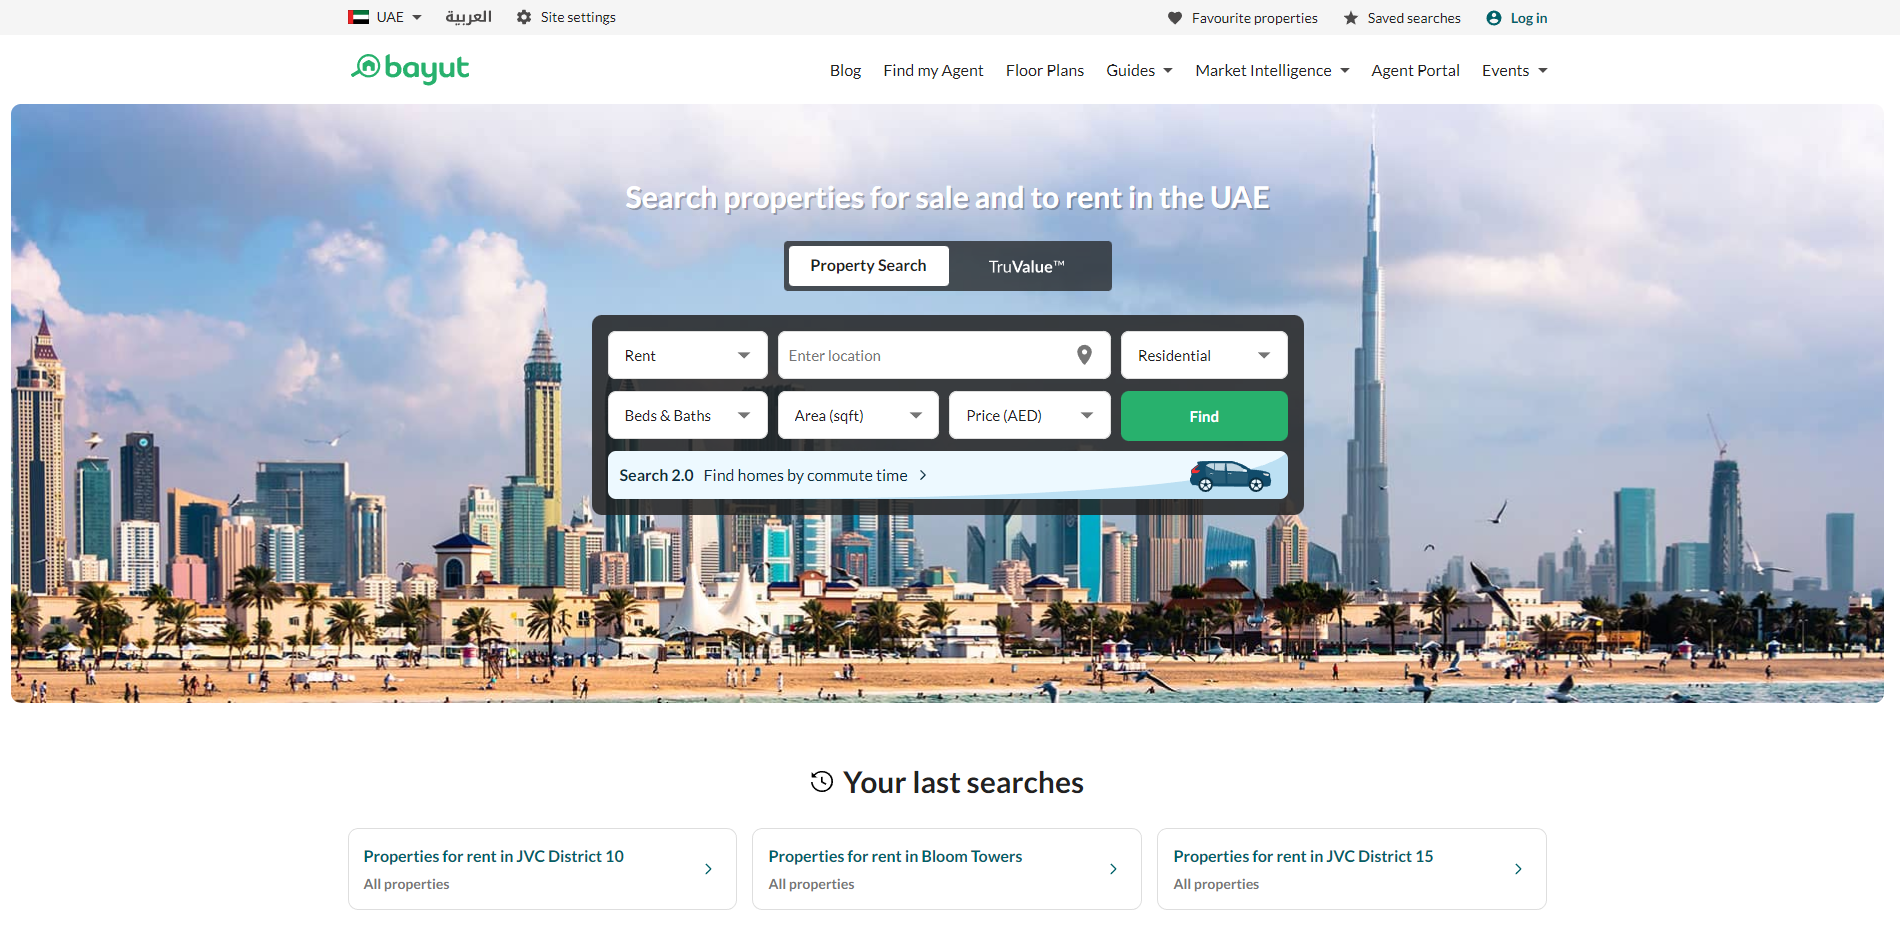 UAE
العربية
Site settings
Favourite properties
Saved searches
Log in
bayut
Blog
Find my Agent
Floor Plans
Guides
Market Intelligence
Agent Portal
Events
Search properties for sale and to rent in the UAE
Property Search
TruValue™
Rent
Enter location
Residential
Beds & Baths
Area (sqft)
Price (AED)
Find
Search 2.0 Find homes by commute time
Your last searches
Properties for rent in JVC District 10
All properties
Properties for rent in Bloom Towers
All properties
Properties for rent in JVC District 15
All properties